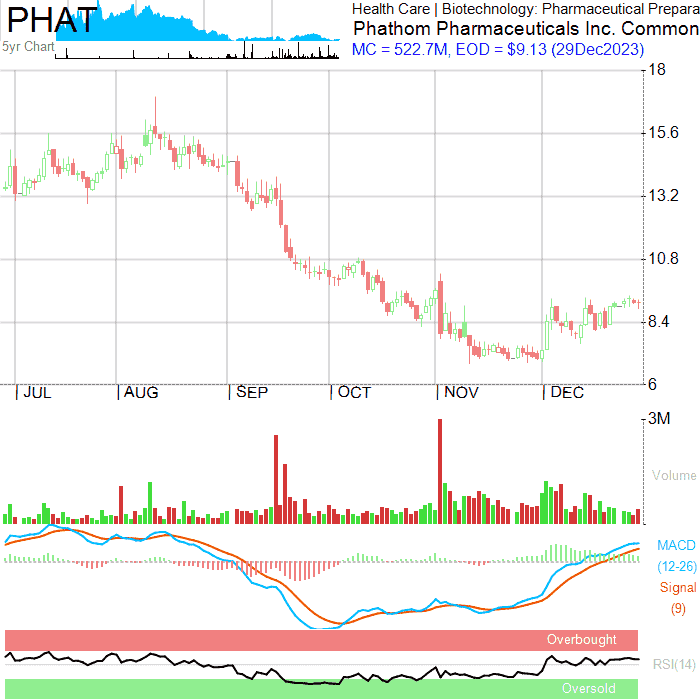 PHAT
5yr Chart
Health Care | Biotechnology: Pharmaceutical Prepara
Phathom Pharmaceuticals Inc. Common
MC = 522.7M, EOD = $9.13 (29Dec2023)
18
15.6
13.2
10.8
8.4
6
JUL AUG SEP OCT NOV DEC
3M
Volume
MACD
(12-26)
Signal
(9)
Overbought
RSI(14)
Oversold